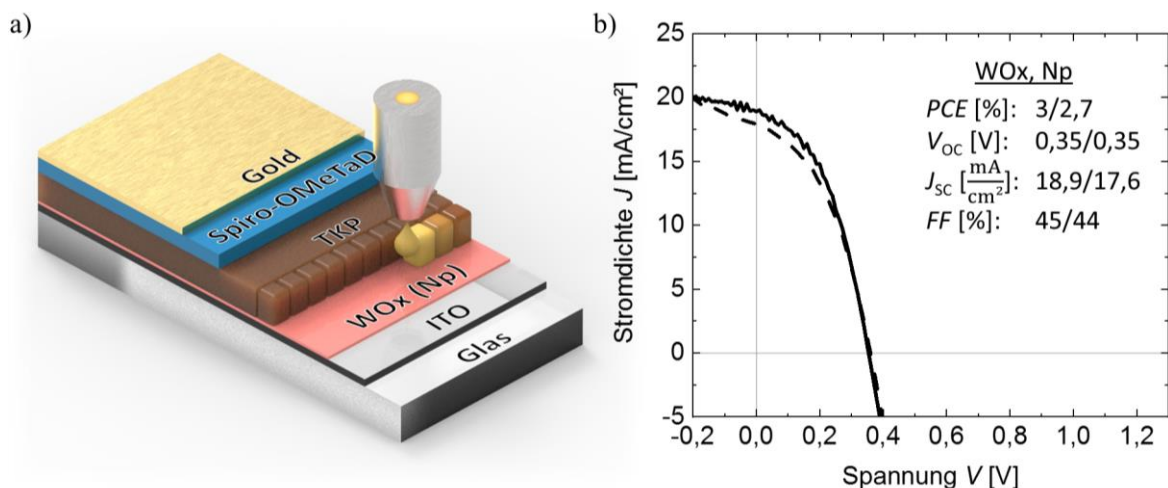 a)
Gold
Spiro-OMeTaD
TKP
WOx (Np)
ITO
Glas
b)
Stromdichte J [mA/cm²]
25
20
15
10
5
0
-5
-0,2 0,0 0,2 0,4 0,6 0,8 1,0 1,2
Spannung V [V]
WOx, Np
PCE [%]: 3/2,7
V_OC [V]: 0,35/0,35
J_SC [mA/cm²]: 18,9/17,6
FF [%]: 45/44